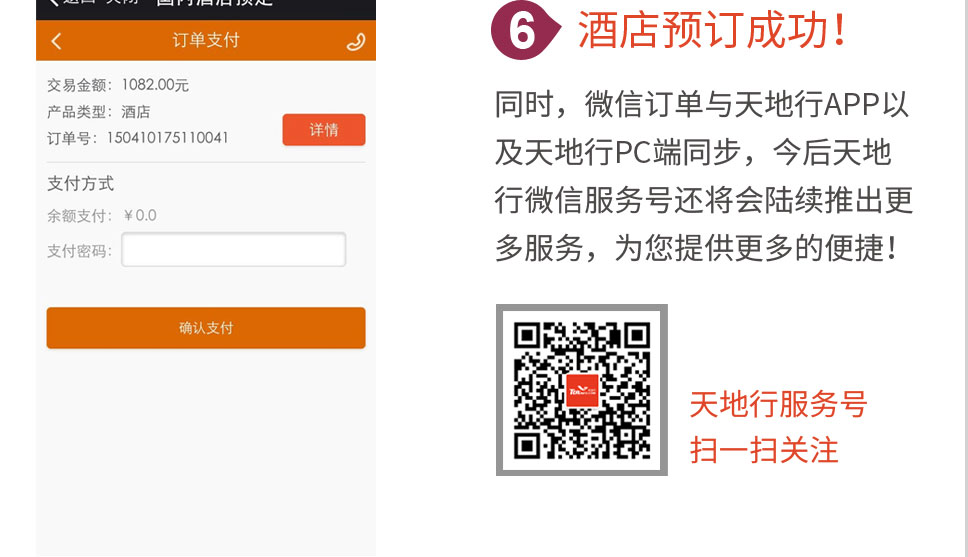 订单支付
交易金额：1082.00元
产品类型：酒店
订单号：150410175110041
详情
支付方式
余额支付：￥0.0
支付密码：
确认支付
6 酒店预订成功！
同时，微信订单与天地行APP以
及天地行PC端同步，今后天地
行微信服务号还将会陆续推出更
多服务，为您提供更多的便捷！
天地行服务号
扫一扫关注